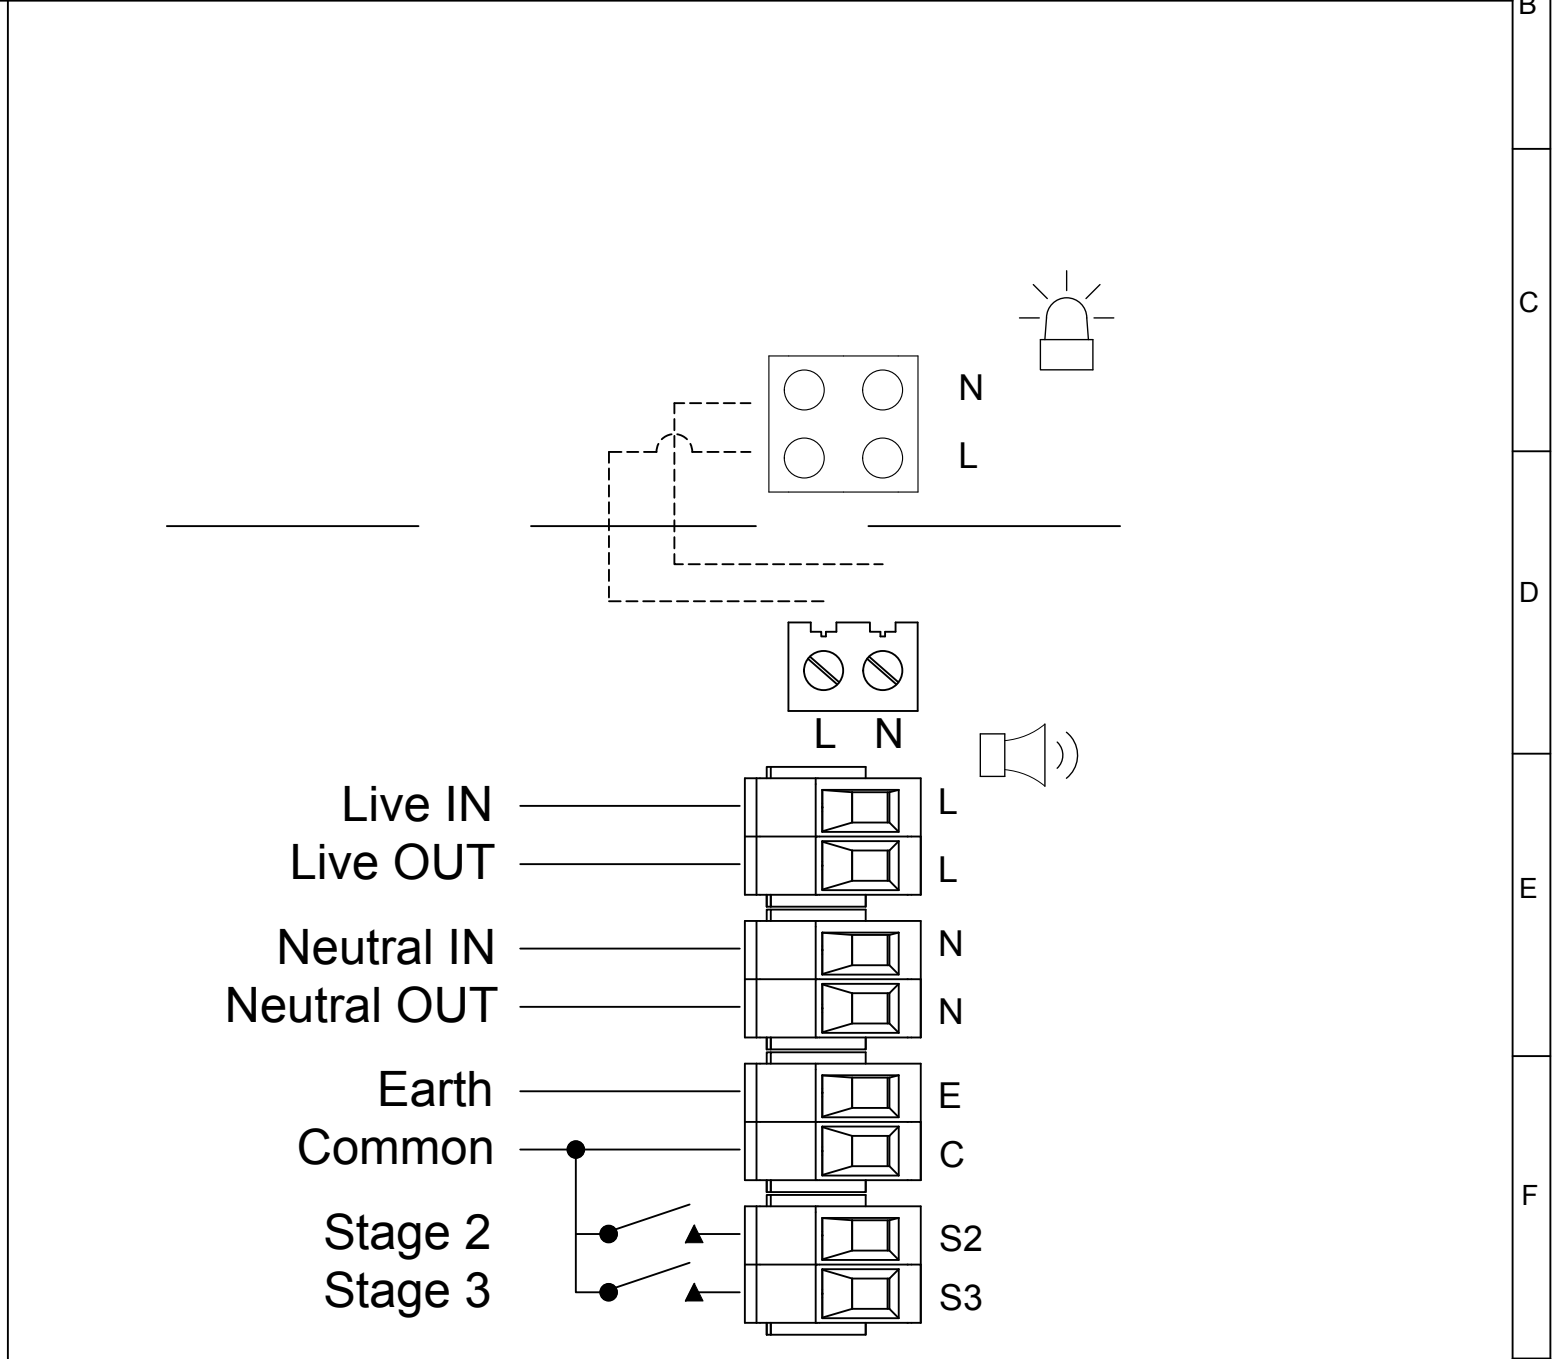 B
C
N
L
D
L N
Live IN L
Live OUT L
E
Neutral IN N
Neutral OUT N
Earth E
Common C
F
Stage 2 S2
Stage 3 S3